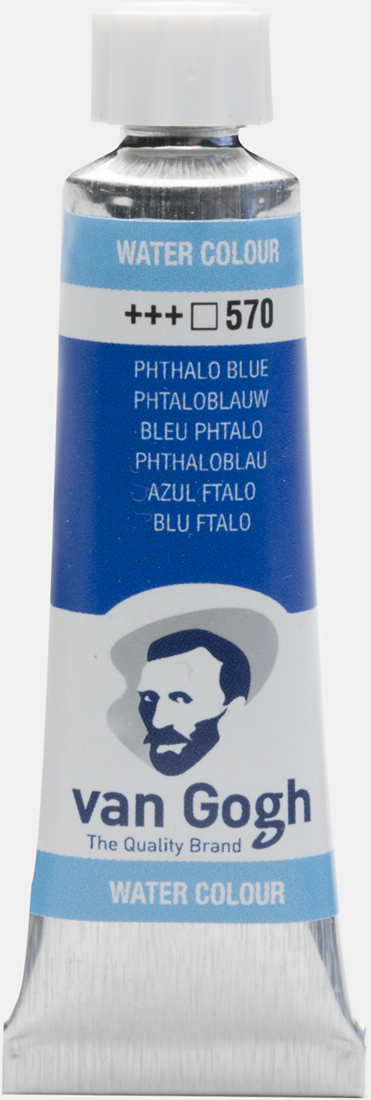 WATER COLOUR
+++ □ 570
PHTHALO BLUE
PHTALOBLAUW
BLEU PHTALO
PHTHALOBLAU
AZUL FTALO
BLU FTALO
van Gogh
The Quality Brand
WATER COLOUR